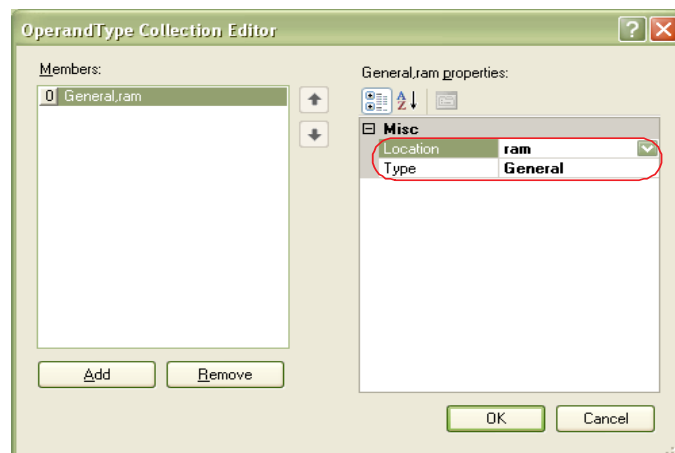 OperandType Collection Editor
Members:
0 General,ram
Add
Remove
General,ram properties:
Misc
Location ram
Type General
OK
Cancel